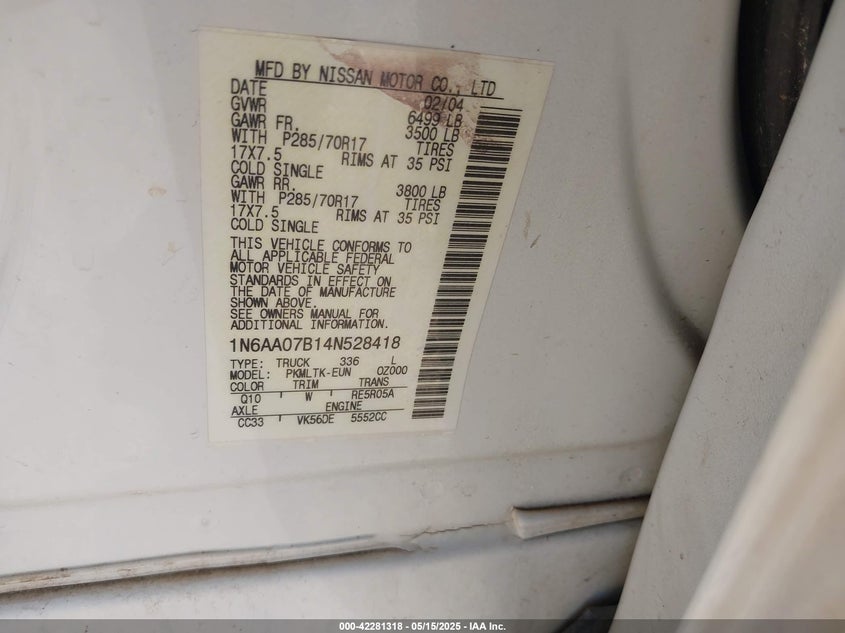 MFD BY NISSAN MOTOR CO., LTD
DATE 02/04
GVWR 6499 LB
GAWR FR. 3500 LB
WITH P285/70R17 TIRES
17X7.5 RIMS AT 35 PSI
COLD SINGLE
GAWR RR. 3800 LB
WITH P285/70R17 TIRES
17X7.5 RIMS AT 35 PSI
COLD SINGLE
THIS VEHICLE CONFORMS TO
ALL APPLICABLE FEDERAL
MOTOR VEHICLE SAFETY
STANDARDS IN EFFECT ON
THE DATE OF MANUFACTURE
SHOWN ABOVE.
SEE OWNERS MANUAL FOR
ADDITIONAL INFORMATION.
1N6AA07B14N528418
TYPE: TRUCK 336 L
MODEL: PKMLTK-EUN OZ000
COLOR TRIM TRANS
Q10 W RE5R05A
AXLE ENGINE
CC33 VK56DE 5552CC
000-42281318 - 05/15/2025 - IAA Inc.